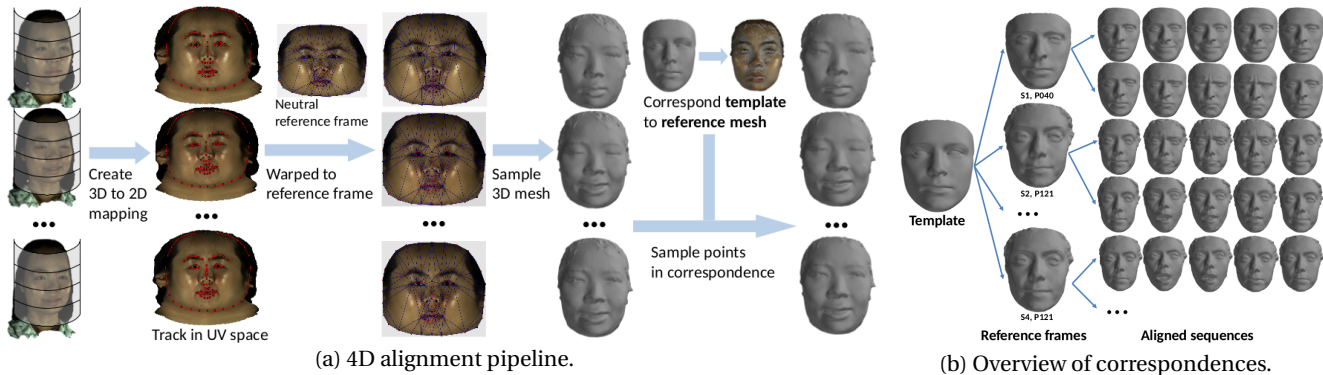 Create
3D to 2D
mapping
•••
•••
Track in UV space
Neutral
reference frame
Warped to
reference frame
•••
Sample
3D mesh
•••
Correspond template
to reference mesh
Sample points
in correspondence
•••
(a) 4D alignment pipeline.
Template
S1, P040
S2, P121
•••
S4, P121
Reference frames
•••
Aligned sequences
(b) Overview of correspondences.